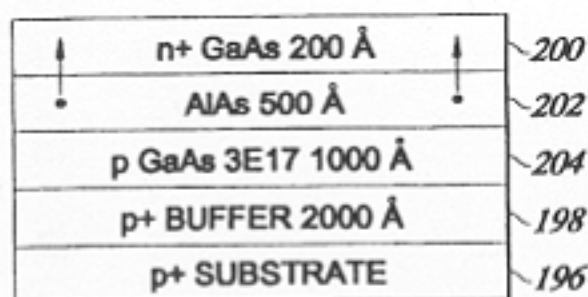 n+ GaAs 200 Å 200
AlAs 500 Å 202
p GaAs 3E17 1000 Å 204
p+ BUFFER 2000 Å 198
p+ SUBSTRATE 196